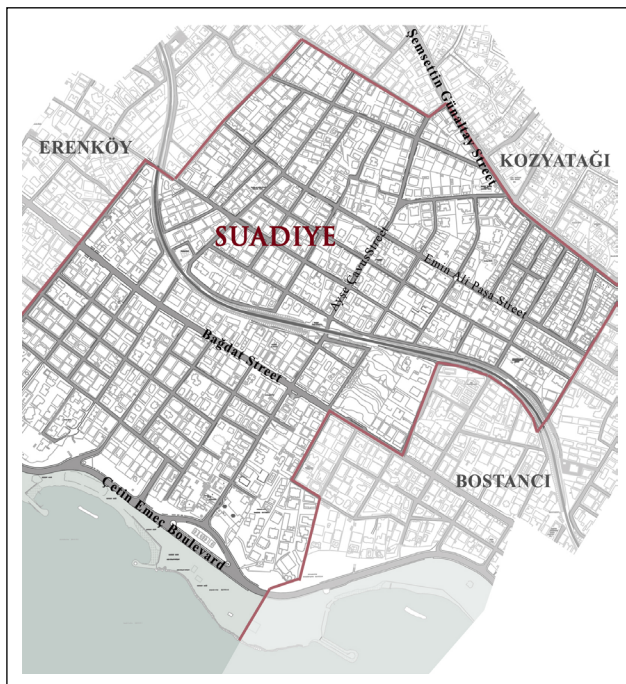 Şemsettin Günaltay Street
ERENKÖY
KOZYATAĞI
SUADIYE
Ayşe Çavuş Street
Emin Ali Paşa Street
Bağdat Street
BOSTANCI
Çetin Emeç Boulevard